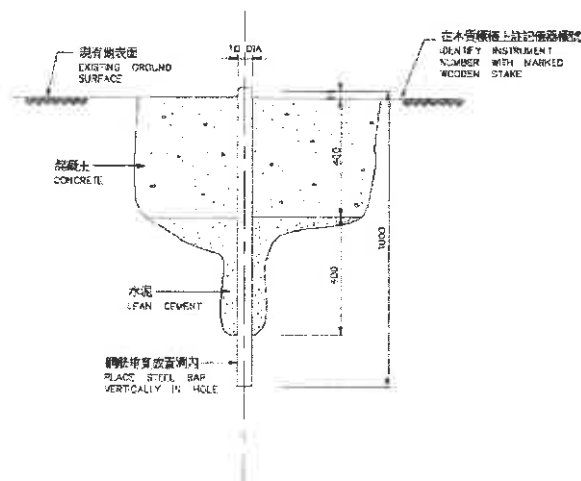 現有地表面
EXISTING GROUND
SURFACE
10 DIA
在木質標樁上註記儀器標號
IDENTIFY INSTRUMENT
NUMBER WITH MARKED
WOODEN STAKE
混凝土
CONCRETE
400
1000
水泥
LEAN CEMENT
400
鋼筋垂直放置洞內
PLACE STEEL BAR
VERTICALLY IN HOLE